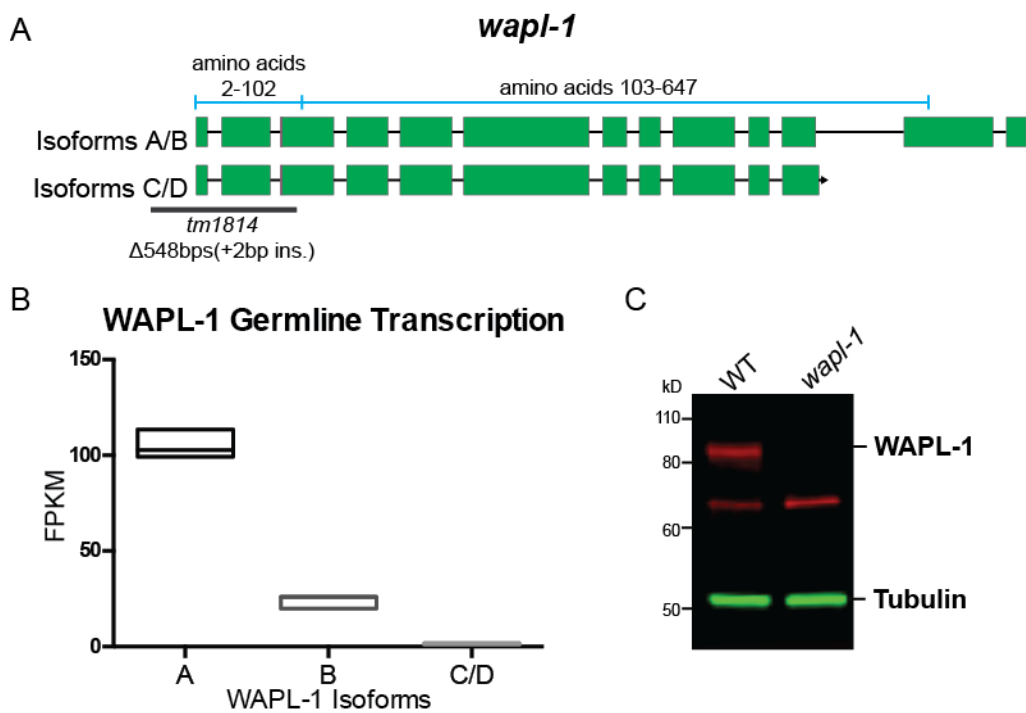 A
wapl-1
amino acids
2-102
amino acids 103-647
Isoforms A/B
Isoforms C/D
tm1814
Δ548bps(+2bp ins.)
B
WAPL-1 Germline Transcription
150
100
50
0
FPKM
A B C/D
WAPL-1 Isoforms
C
WT wapl-1
kD
110
WAPL-1
80
60
Tubulin
50